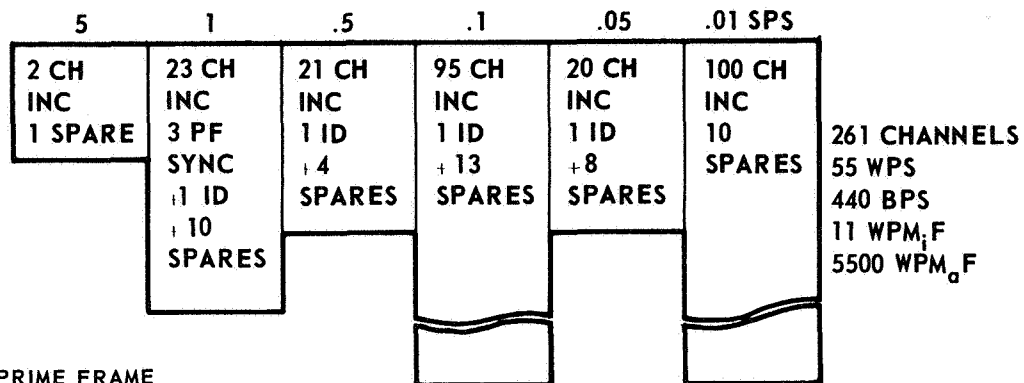 5 1 .5 .1 .05 .01 SPS
2 CH
INC
1 SPARE
23 CH
INC
3 PF
SYNC
+1 ID
+ 10
SPARES
21 CH
INC
1 ID
+4
SPARES
95 CH
INC
1 ID
+ 13
SPARES
20 CH
INC
1 ID
+8
SPARES
100 CH
INC
10
SPARES
261 CHANNELS
55 WPS
440 BPS
11 WPMiF
5500 WPMaF
PRIME FRAME